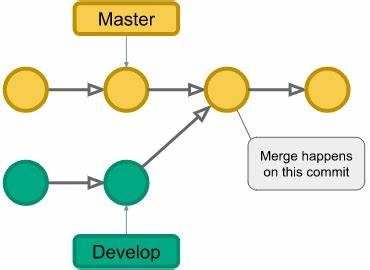 Master
Merge happens
on this commit
Develop